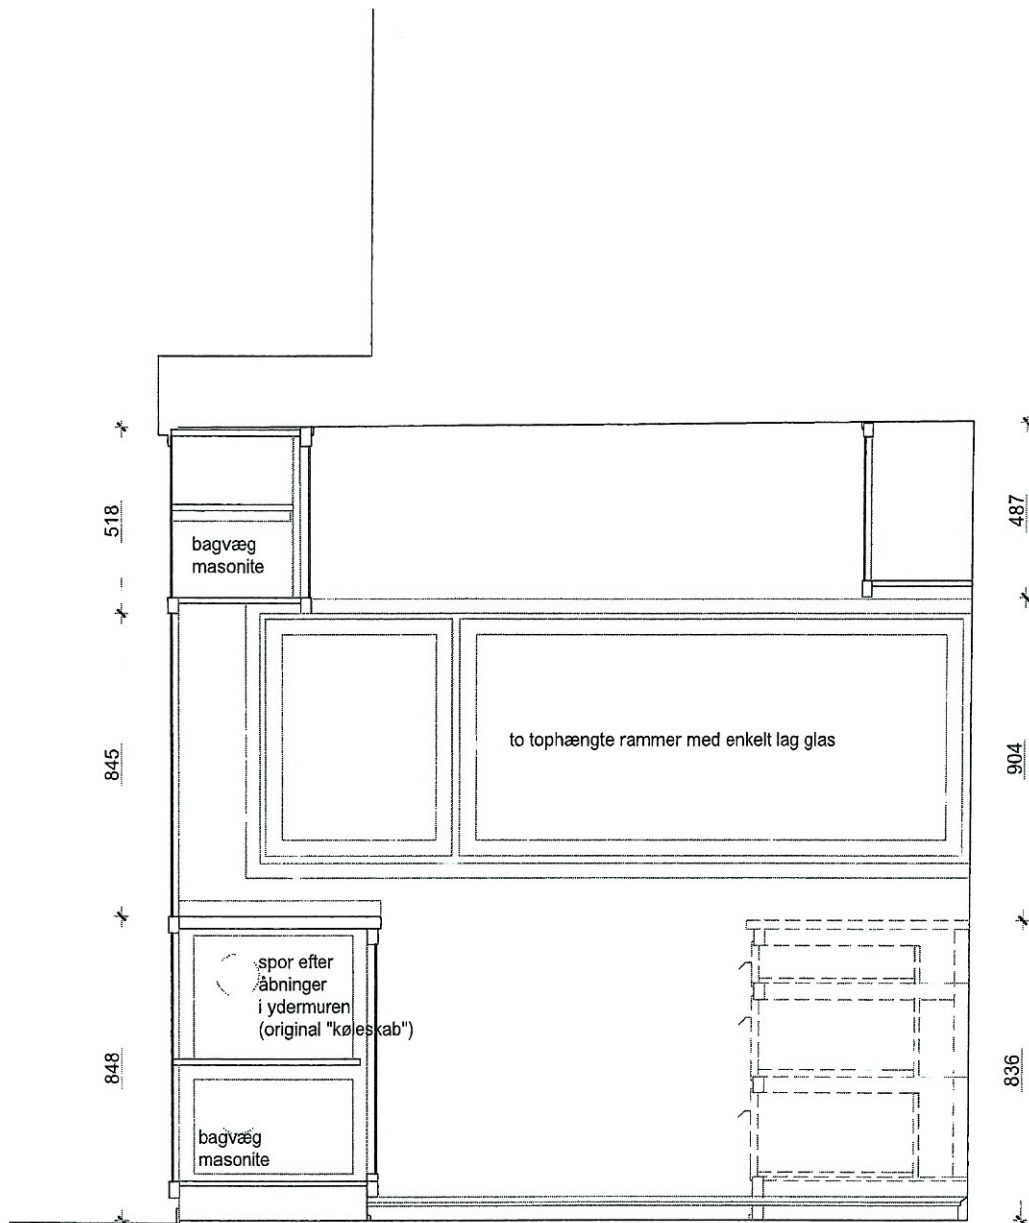 518
487
bagvæg
masonite
845
to tophængte rammer med enkelt lag glas
904
spor efter
åbninger
i ydermuren
(original "køleskab")
848
836
bagvæg
masonite